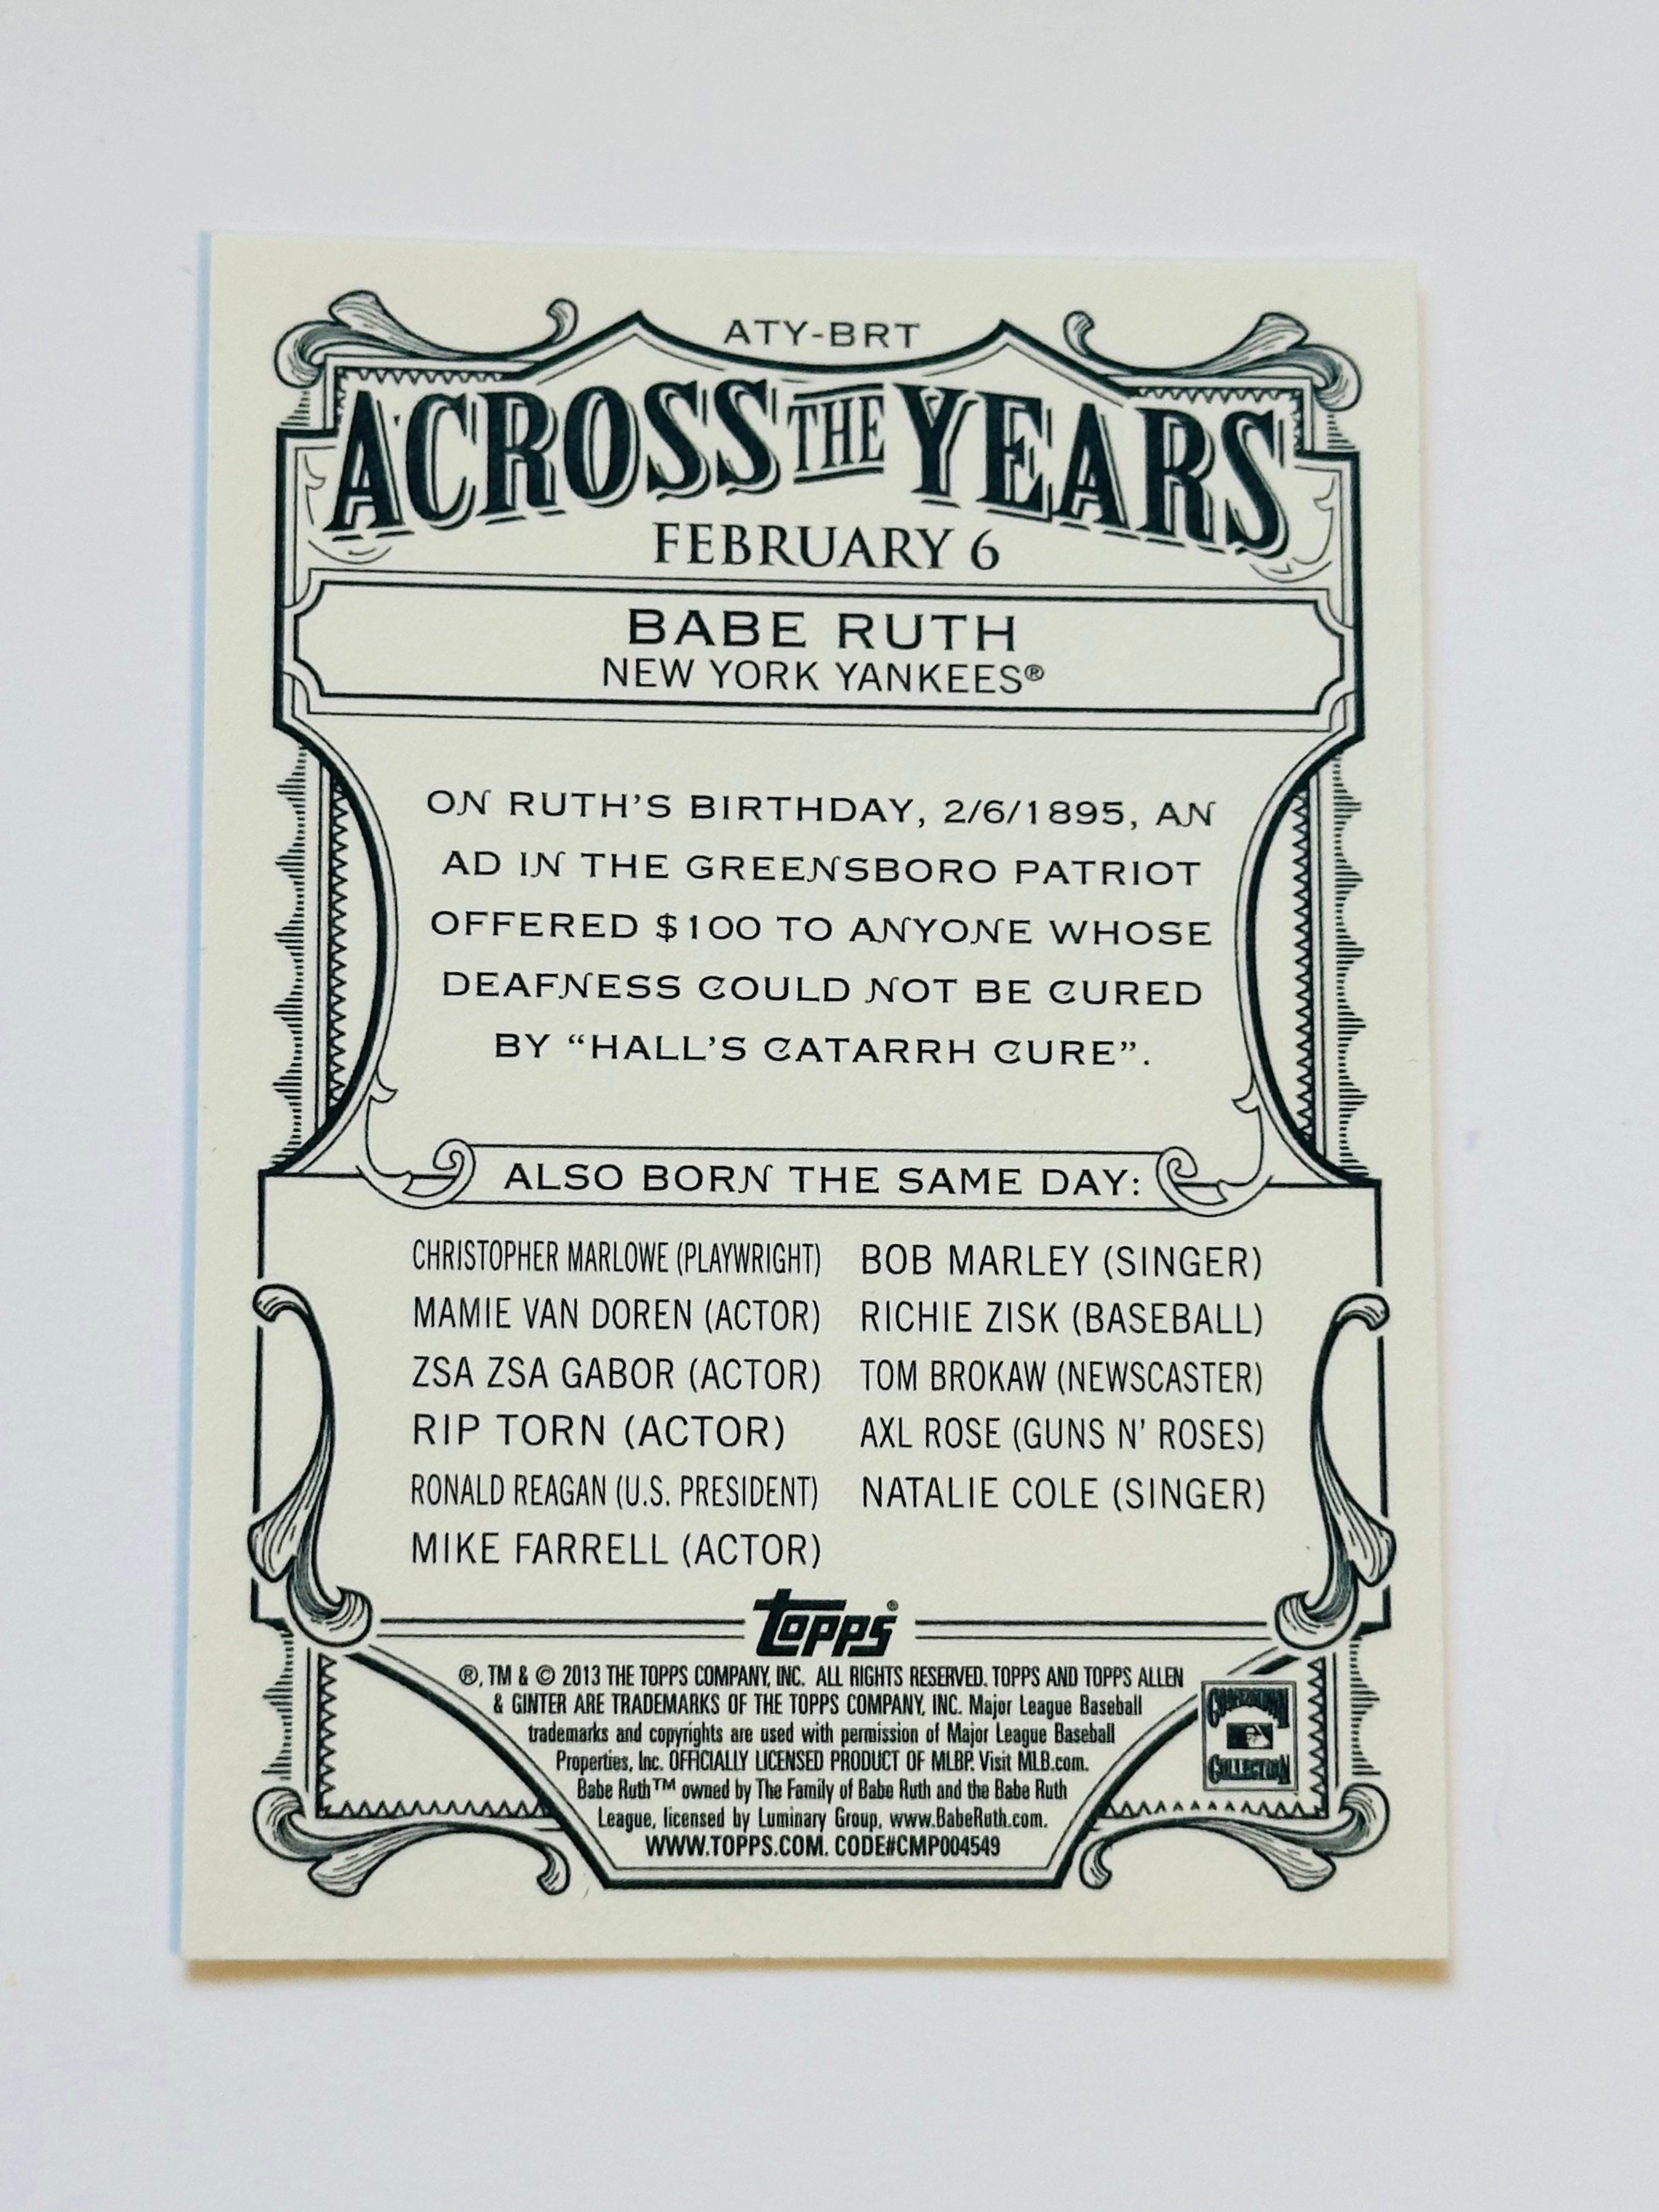 ATY-BRT
ACROSS THE YEARS
FEBRUARY 6
BABE RUTH
NEW YORK YANKEES®
ON RUTH'S BIRTHDAY, 2/6/1895, AN
AD IN THE GREENSBORO PATRIOT
OFFERED $100 TO ANYONE WHOSE
DEAFNESS COULD NOT BE CURED
BY "HALL'S CATARRH CURE".
ALSO BORN THE SAME DAY:
CHRISTOPHER MARLOWE (PLAYWRIGHT)
MAMIE VAN DOREN (ACTOR)
ZSA ZSA GABOR (ACTOR)
RIP TORN (ACTOR)
RONALD REAGAN (U.S. PRESIDENT)
MIKE FARRELL (ACTOR)
BOB MARLEY (SINGER)
RICHIE ZISK (BASEBALL)
TOM BROKAW (NEWSCASTER)
AXL ROSE (GUNS N' ROSES)
NATALIE COLE (SINGER)
topps®
®, TM & © 2013 THE TOPPS COMPANY, INC. ALL RIGHTS RESERVED. TOPPS AND TOPPS ALLEN
& GINTER ARE TRADEMARKS OF THE TOPPS COMPANY, INC. Major League Baseball
trademarks and copyrights are used with permission of Major League Baseball
Properties, Inc. OFFICIALLY LICENSED PRODUCT OF MLBP. Visit MLB.com.
Babe Ruth™ owned by The Family of Babe Ruth and the Babe Ruth
League, licensed by Luminary Group, www.BabeRuth.com.
WWW.TOPPS.COM. CODE#CMP004549
COOPERSTOWN
COLLECTION